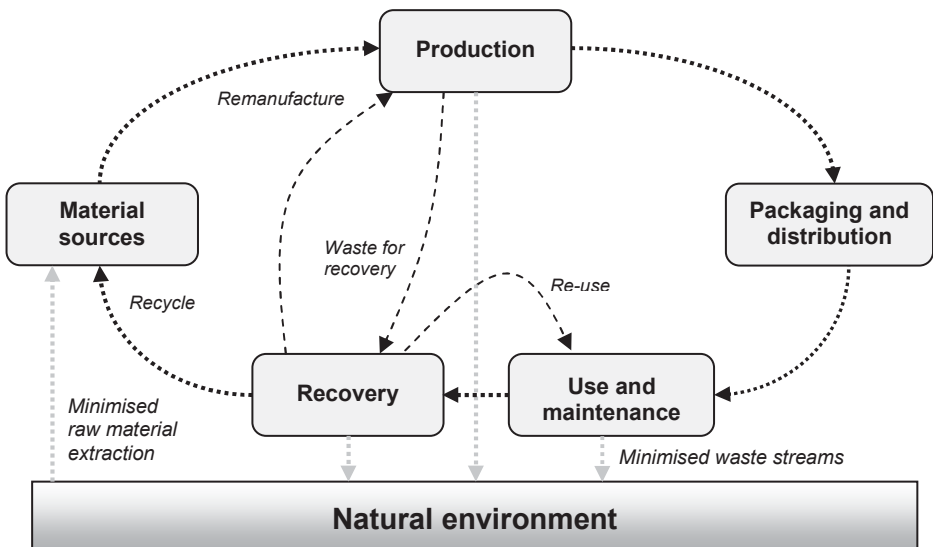 Production
Remanufacture
Material
sources
Packaging and
distribution
Waste for
recovery
Re-use
Recycle
Recovery
Use and
maintenance
Minimised
raw material
extraction
Minimised waste streams
Natural environment